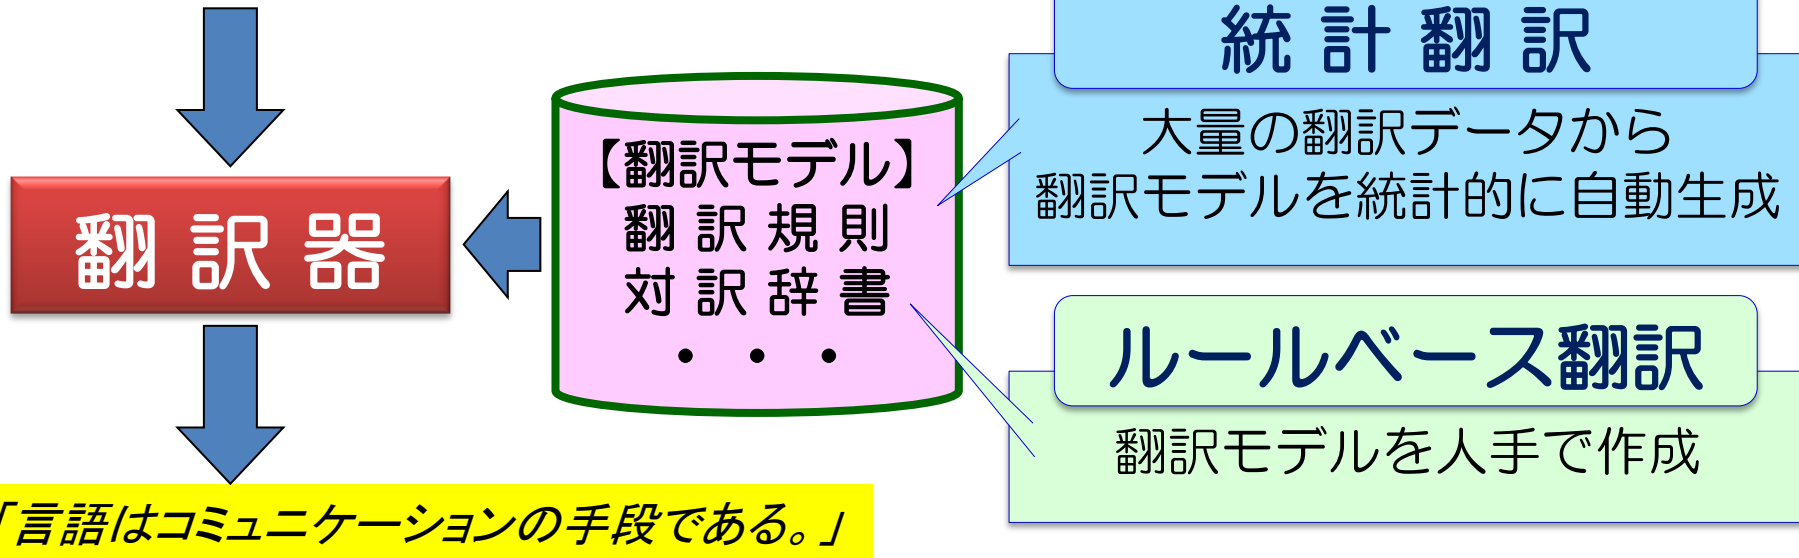 統計翻訳
大量の翻訳データから
翻訳モデルを統計的に自動生成
【翻訳モデル】
翻訳規則
対訳辞書
・・・
翻訳器
ルールベース翻訳
翻訳モデルを人手で作成
「言語はコミュニケーションの手段である。」